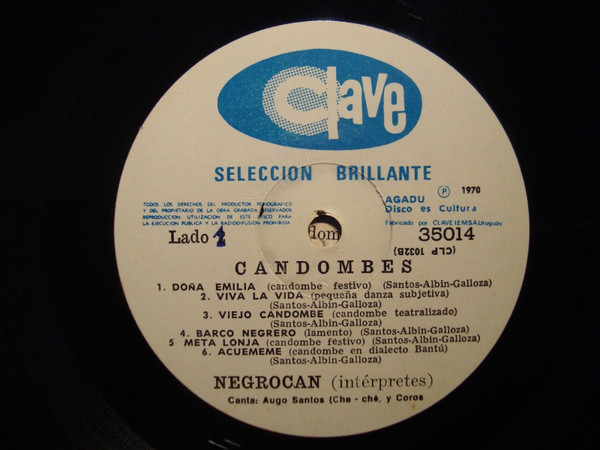 Clave
SELECCION BRILLANTE
TODOS LOS DERECHOS DEL PRODUCTOR FONOGRAFICO
Y DEL PROPIETARIO DE LA OBRA GRABADA RESERVADOS
REPRODUCCION UTILIZACION DE ESTE DISCO PARA
LA EJECUCION PUBLICA Y LA RADIODIFUSION PROHIBIDA
AGADU
Disco es Cultura
Ⓟ 1970
Fabricado por CLAVE IEMSA. Uruguay
Lado
dom
35014
(CLP 1032B)
CANDOMBES
1. DOÑA EMILIA (candombe festivo) (Santos-Albin-Galloza)
2. VIVA LA VIDA (pequeña danza subjetiva)
(Santos-Albin-Galloza)
3. VIEJO CANDOMBE (candombe teatralizado)
(Santos-Albin-Galloza)
4. BARCO NEGRERO (lamento) (Santos-Albin-Galloza)
5 META LONJA (candombe festivo) (Santos-Albin-Galloza)
6. ACUEMEME (candombe en dialecto Bantú)
(Santos-Albin-Galloza)
NEGROCAN (intérpretes)
Canta: Augo Santos (Che - ché, y Coros